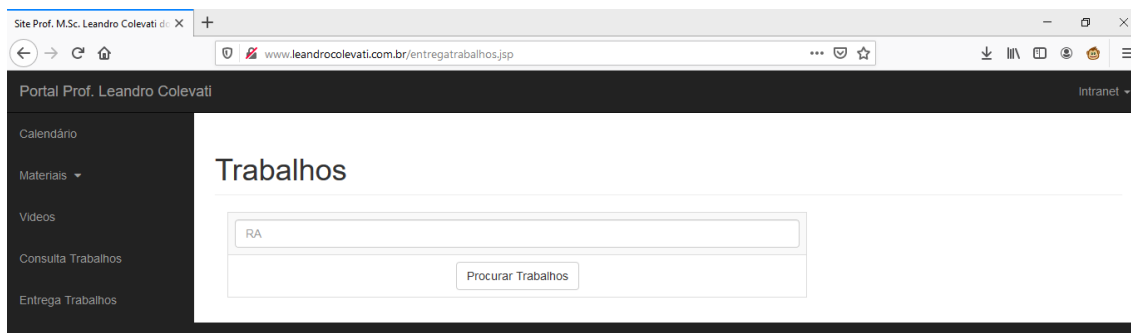 Site Prof. M.Sc. Leandro Colevati do
www.leandrocolevati.com.br/entregatrabalhos.jsp
Portal Prof. Leandro Colevati
Intranet
Calendário
Materiais
Videos
Consulta Trabalhos
Entrega Trabalhos
Trabalhos
RA
Procurar Trabalhos